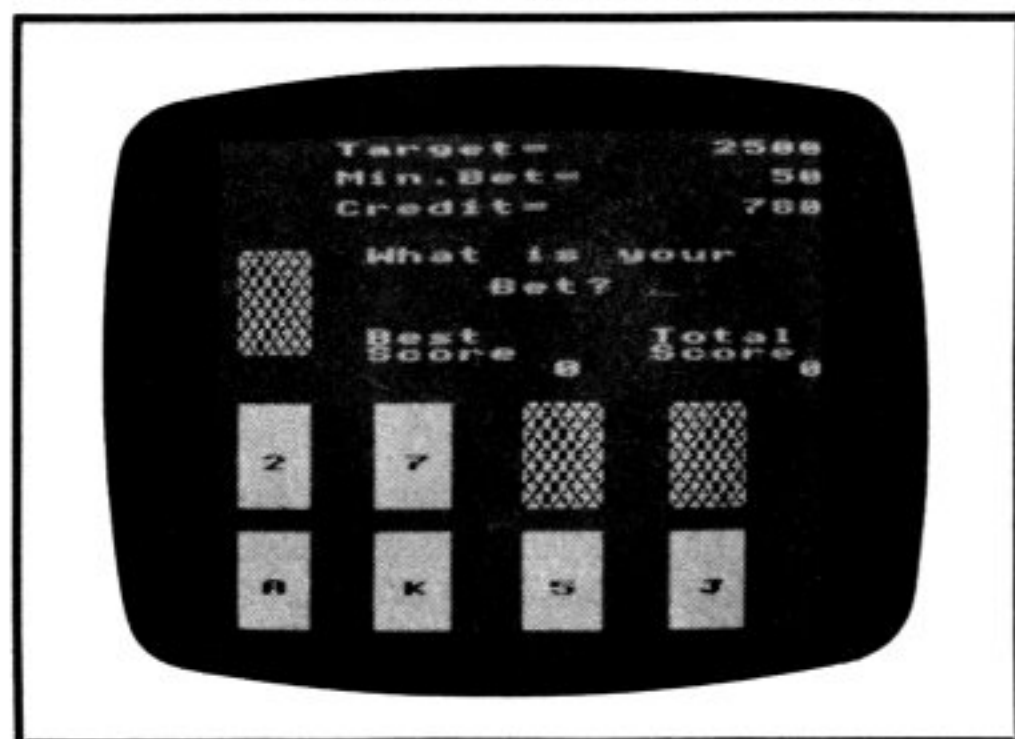 Target= 2500
Min.Bet= 50
Credit= 780
What is your
Bet? _
Best Total
Score Score
0 0
2 7
A K 5 J